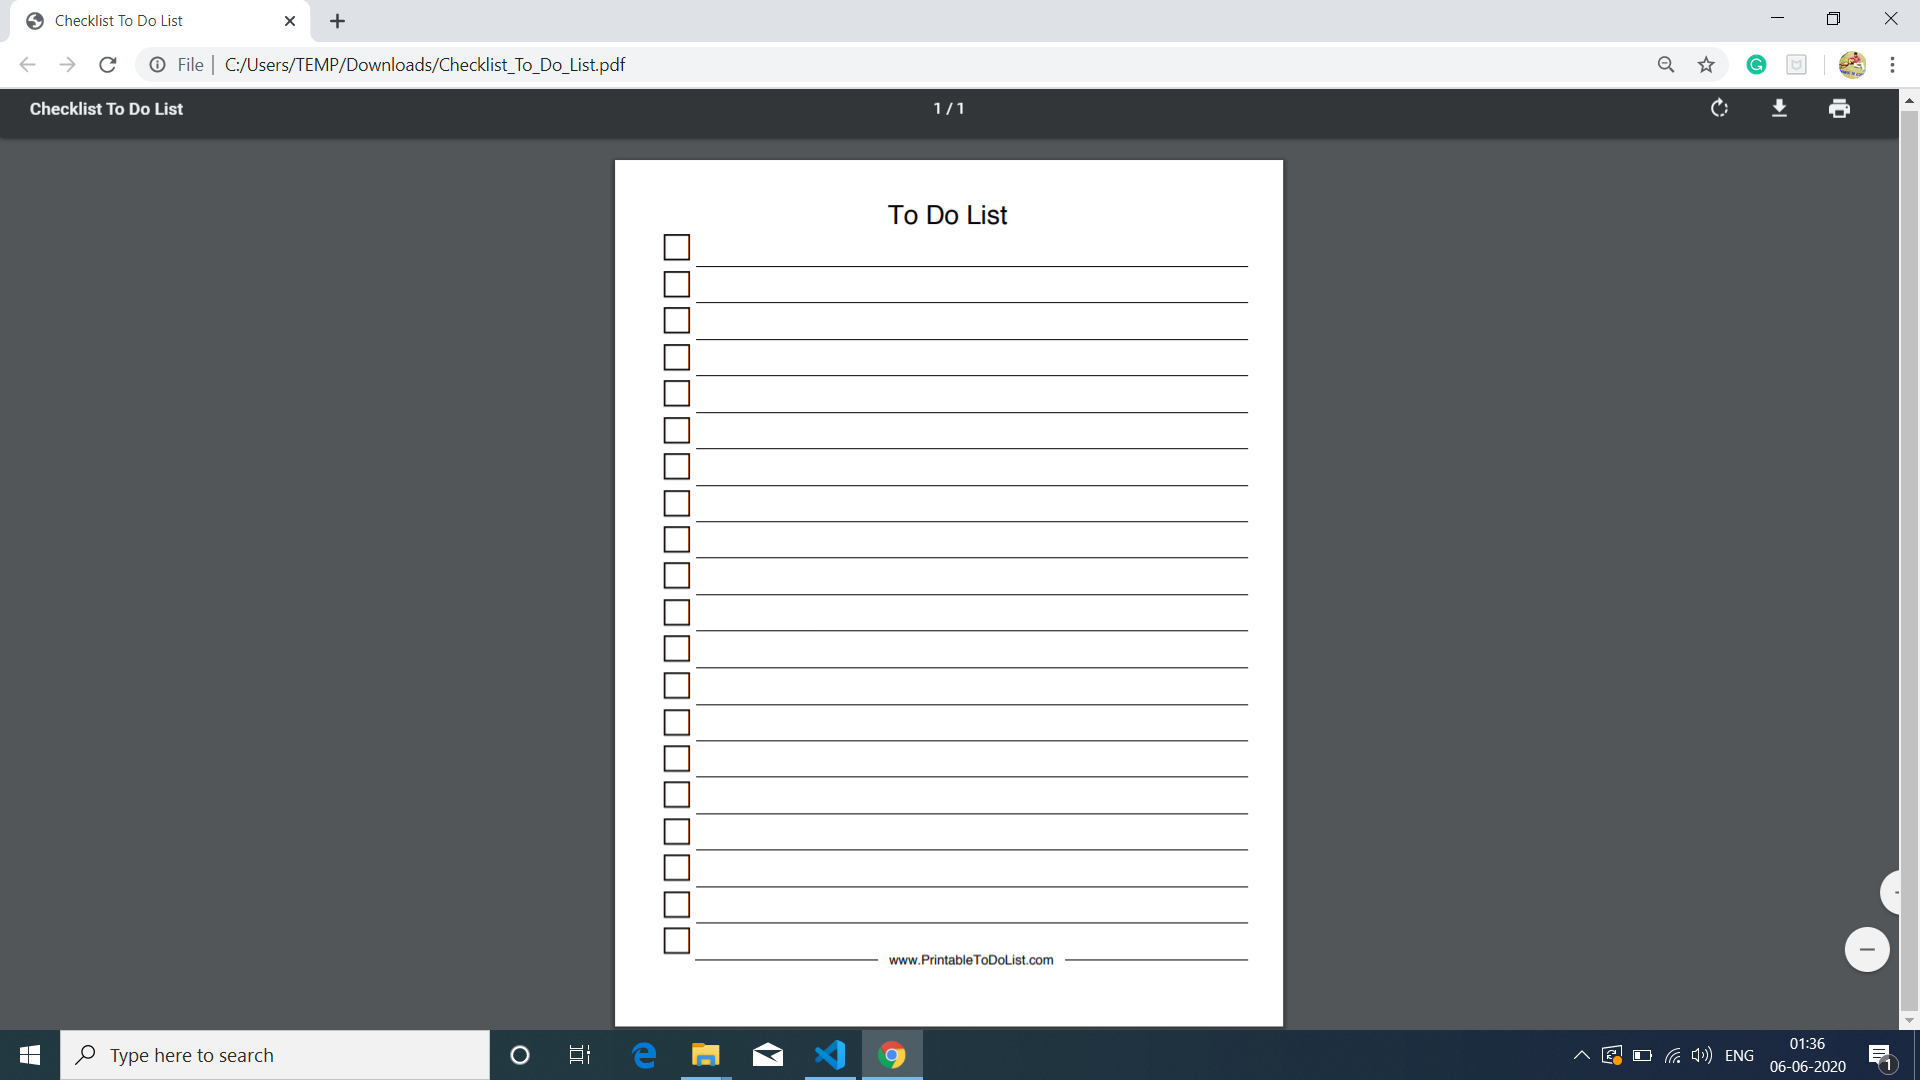 Checklist To Do List
File
C:/Users/TEMP/Downloads/Checklist_To_Do_List.pdf
Checklist To Do List
1 / 1
To Do List
www.PrintableToDoList.com
Type here to search
ENG
01:36
06-06-2020
1